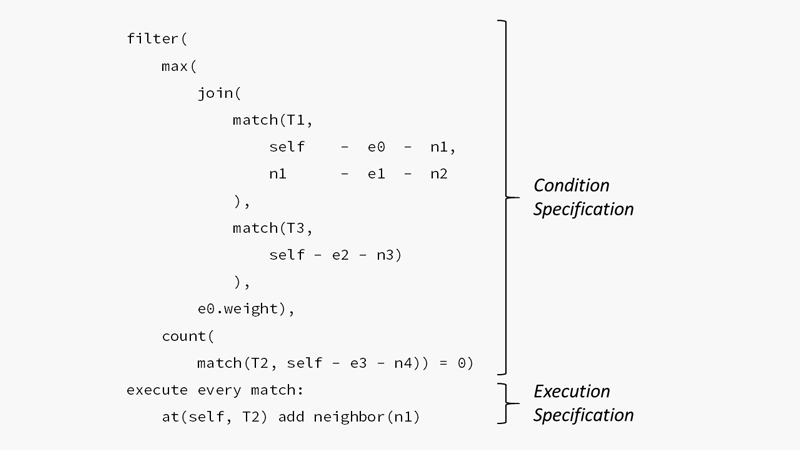 filter(
max(
join(
match(T1,
self - e0 - n1,
n1 - e1 - n2
),
match(T3,
self - e2 - n3)
),
e0.weight),
count(
match(T2, self - e3 - n4)) = 0)
execute every match:
at(self, T2) add neighbor(n1)
Condition
Specification
Execution
Specification